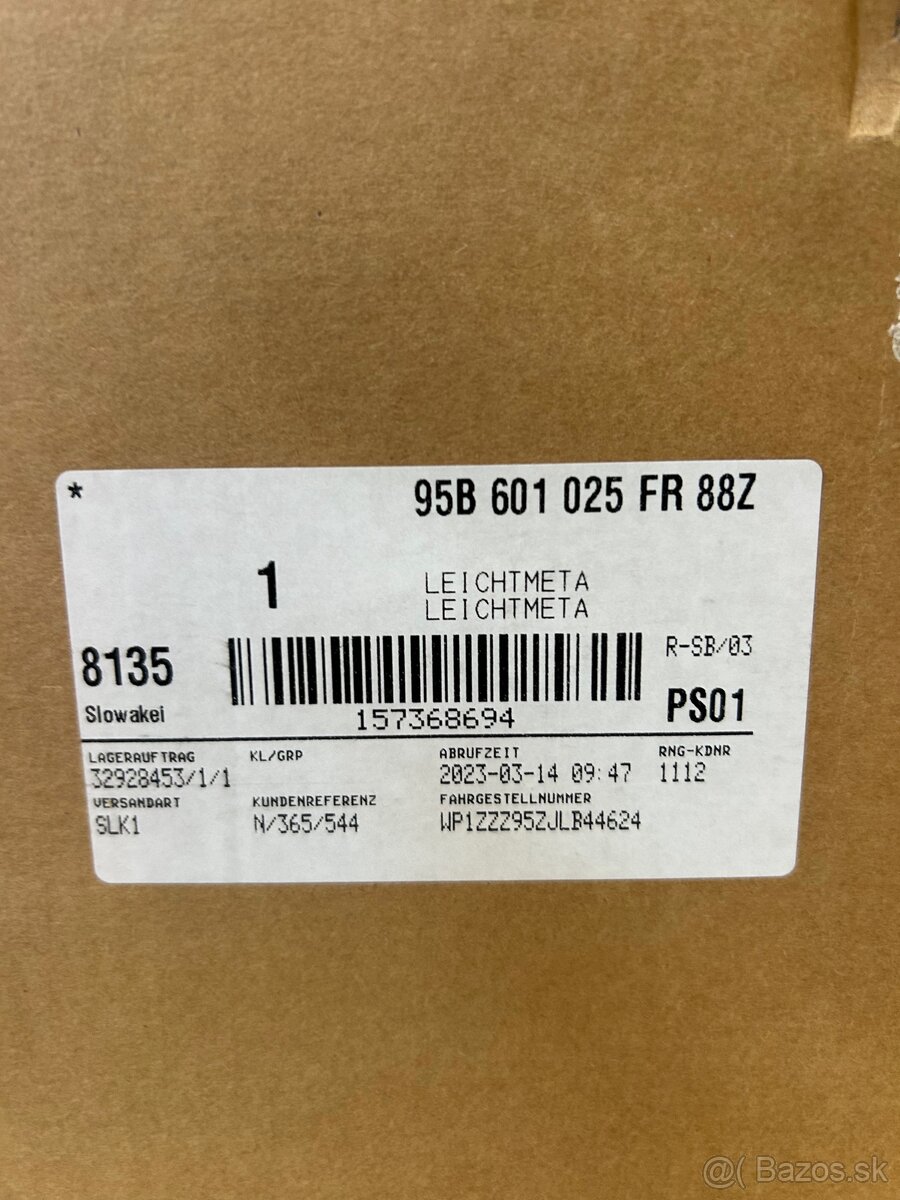 * 95B 601 025 FR 88Z
1 LEICHTMETA
LEICHTMETA
8135 R-SB/03
Slowakei 157368694 PS01
LAGERAUFTRAG KL/GRP ABRUFZEIT RNG-KDNR
32928453/1/1 2023-03-14 09:47 1112
VERSANDART KUNDENREFERENZ FAHRGESTELLNUMMER
SLK1 N/365/544 WP1ZZZ95ZJLB44624
@( Bazos.sk